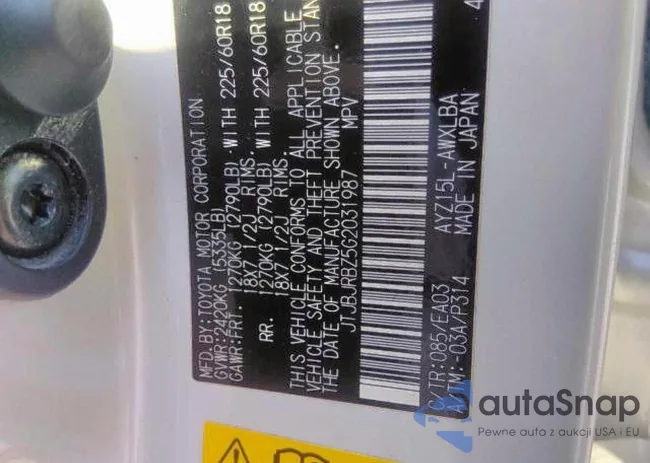 MFD.BY:TOYOTA MOTOR CORPORATION
GVWR:2420KG (5335LB)
GAWR:FRT. 1270KG (2790LB) WITH 225/60R18
18X7 1/2J RIMS.
RR. 1270KG (2790LB) WITH 225/60R18
18X7 1/2J RIMS.
THIS VEHICLE CONFORMS TO ALL APPLICABLE
VEHICLE SAFETY AND THEFT PREVENTION STAN
THE DATE OF MANUFACTURE SHOWN ABOVE.
JTJBJRBZ5G2031987 MPV
C/TR:085/EA03 AYZ15L-AWXLBA
A/TM:-03A/P314 MADE IN JAPAN
autaSnap
Pewne auta z aukcji USA i EU